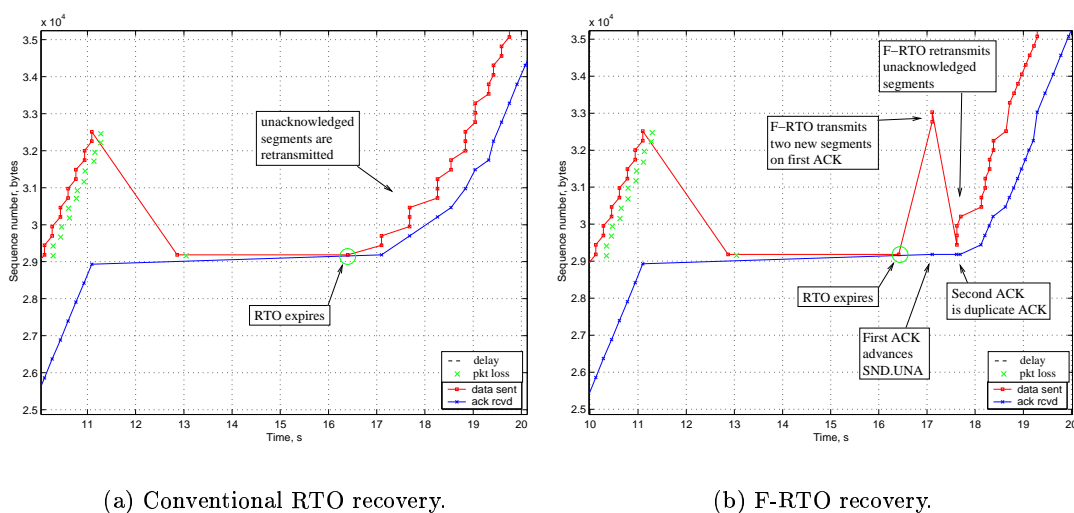 x 10⁴
3.5
3.4
3.3
3.2
3.1
3
2.9
2.8
2.7
2.6
2.5
Sequence number, bytes
unacknowledged
segments are
retransmitted
RTO expires
delay
pkt loss
data sent
ack rcvd
11 12 13 14 15 16 17 18 19 20
Time, s
(a) Conventional RTO recovery.
x 10⁴
3.5
3.4
3.3
3.2
3.1
3
2.9
2.8
2.7
2.6
2.5
Sequence number, bytes
F−RTO retransmits
unacknowledged
segments
F−RTO transmits
two new segments
on first ACK
RTO expires
Second ACK
is duplicate ACK
First ACK
advances
SND.UNA
delay
pkt loss
data sent
ack rcvd
10 11 12 13 14 15 16 17 18 19 20
Time, s
(b) F-RTO recovery.